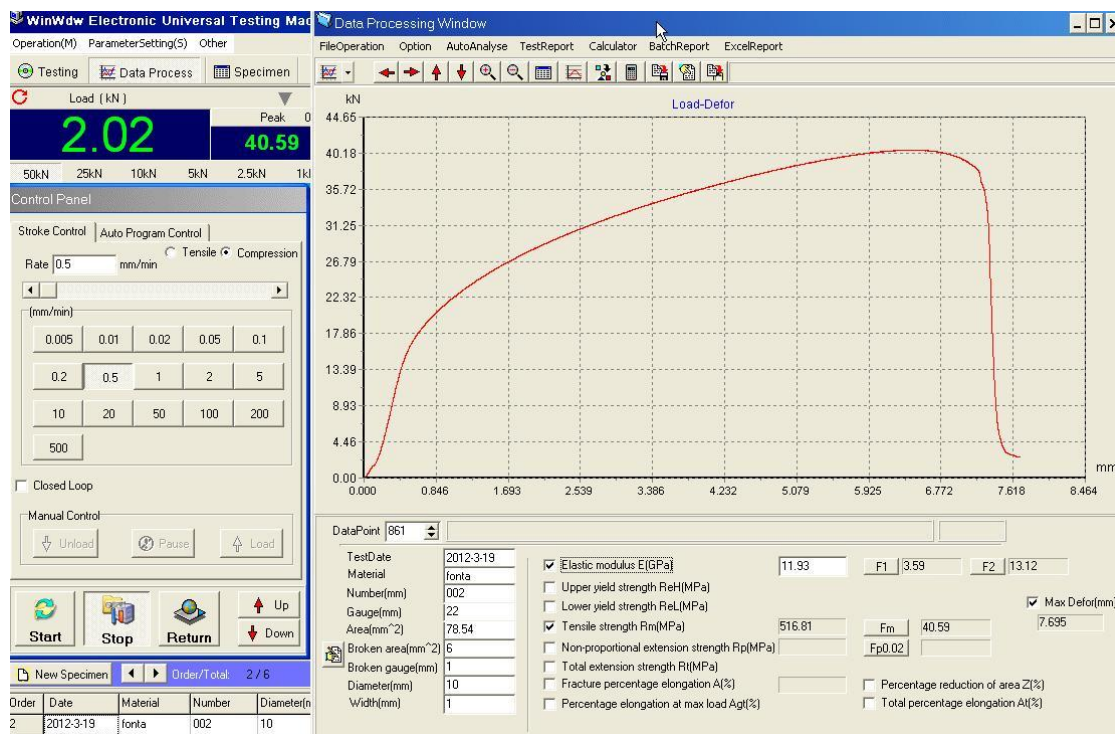 WinWdw Electronic Universal Testing Mac
Operation(M) ParameterSetting(S) Other
Testing Data Process Specimen
Load (kN) Peak 0
2.02 40.59
50kN 25kN 10kN 5kN 2.5kN 1kl
Control Panel
Stroke Control Auto Program Control
Tensile Compression
Rate 0.5 mm/min
(mm/min)
0.005 0.01 0.02 0.05 0.1
0.2 0.5 1 2 5
10 20 50 100 200
500
Closed Loop
Manual Control
Unload Pause Load
Start Stop Return Up
Down
New Specimen Order/Total: 2/6
Order Date Material Number Diameter(n
2 2012-3-19 fonta 002 10
Data Processing Window
FileOperation Option AutoAnalyse TestReport Calculator BatchReport ExcelReport
kN Load-Defor
44.65
40.18
35.72
31.25
26.79
22.32
17.86
13.39
8.93
4.46
0.00 mm
0.000 0.846 1.693 2.539 3.386 4.232 5.079 5.925 6.772 7.618 8.464
DataPoint 861
TestDate 2012-3-19
Material fonta
Number(mm) 002
Gauge(mm) 22
Area(mm^2) 78.54
Broken area(mm^2) 6
Broken gauge(mm) 1
Diameter(mm) 10
Width(mm) 1
Elastic modulus E(GPa) 11.93 F1 3.59 F2 13.12
Upper yield strength ReH(MPa)
Lower yield strength ReL(MPa) Max Defor(mm)
Tensile strength Rm(MPa) 516.81 Fm 40.59 7.695
Non-proportional extension strength Rp(MPa) Fp0.02
Total extension strength Rt(MPa)
Fracture percentage elongation A(%) Percentage reduction of area Z(%)
Percentage elongation at max load Agt(%) Total percentage elongation At(%)